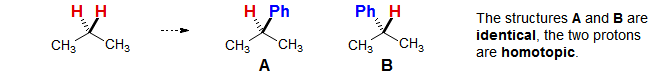 H H H Ph Ph H The structures A and B are
identical, the two protons
CH3 CH3 CH3 CH3 CH3 CH3 are homotopic.
A B